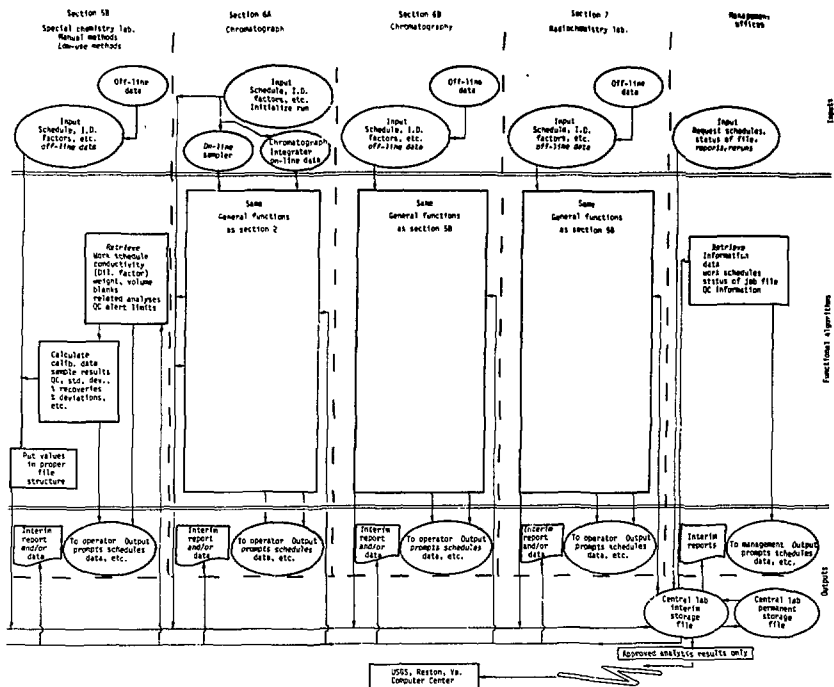 Section 5B
Special chemistry lab.
Manual methods
Low-use methods
Section 6A
Chromatograph
Section 6B
Chromatography
Section 7
Radiochemistry lab.
Management
offices
Off-line
data
Input
Schedule, I.D.
factors, etc.
off-line data
Input
Schedule, I.D.
factors, etc.
Initialize run
On-line
sampler
Chromatograph
Integrater
on-line data
Off-line
data
Input
Schedule, I.D.
factors, etc.
off-line data
Off-line
data
Input
Schedule, I.D.
factors, etc.
off-line data
Input
Request schedules,
status of file,
reports, reruns
Inputs
Retrieve
Work schedule
conductivity
(Dil. factor)
weight, volume
blanks
related analyses
QC alert limits
Calculate
calib. data
sample results
QC, std. dev.,
% recoveries
% deviations,
etc.
Put values
in proper
file
structure
Same
General functions
as section 2
Same
General functions
as section 5B
Same
General functions
as section 5B
Retrieve
Information
data
work schedules
status of job file
QC information
Functional algorithms
Interim
report
and/or
data
To operator Output
prompts schedules
data, etc.
Interim
report
and/or
data
To operator Output
prompts schedules
data, etc.
Interim
report
and/or
data
To operator Output
prompts schedules
data, etc.
Interim
report
and/or
data
To operator Output
prompts schedules
data, etc.
Interim
reports
To management Output
prompts schedules
data, etc.
Outputs
Central lab
interim
storage
file
Central lab
permanent
storage
file
Approved analysis results only
USGS, Reston, Va.
Computer Center